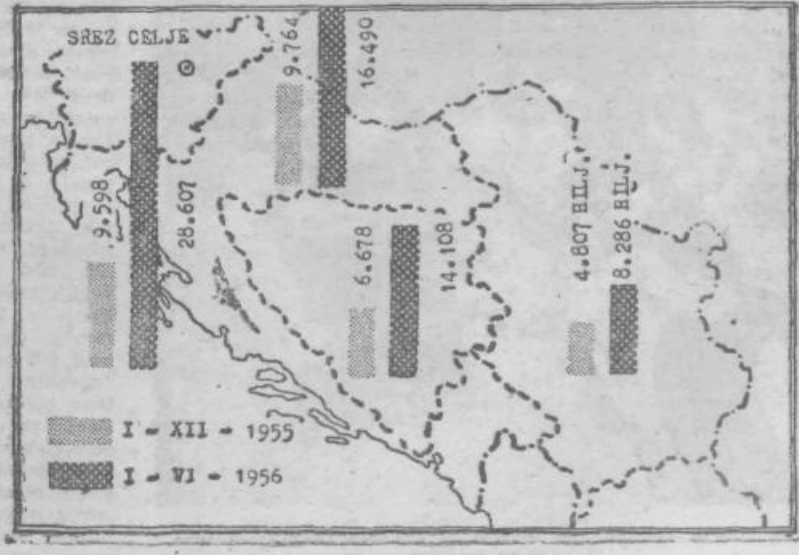 SREZ CELJE
9.598
28.607
9.764
16.490
6.678
14.108
4.807 HILJ.
8.286 HILJ.
I - XII - 1955
I - VI - 1956